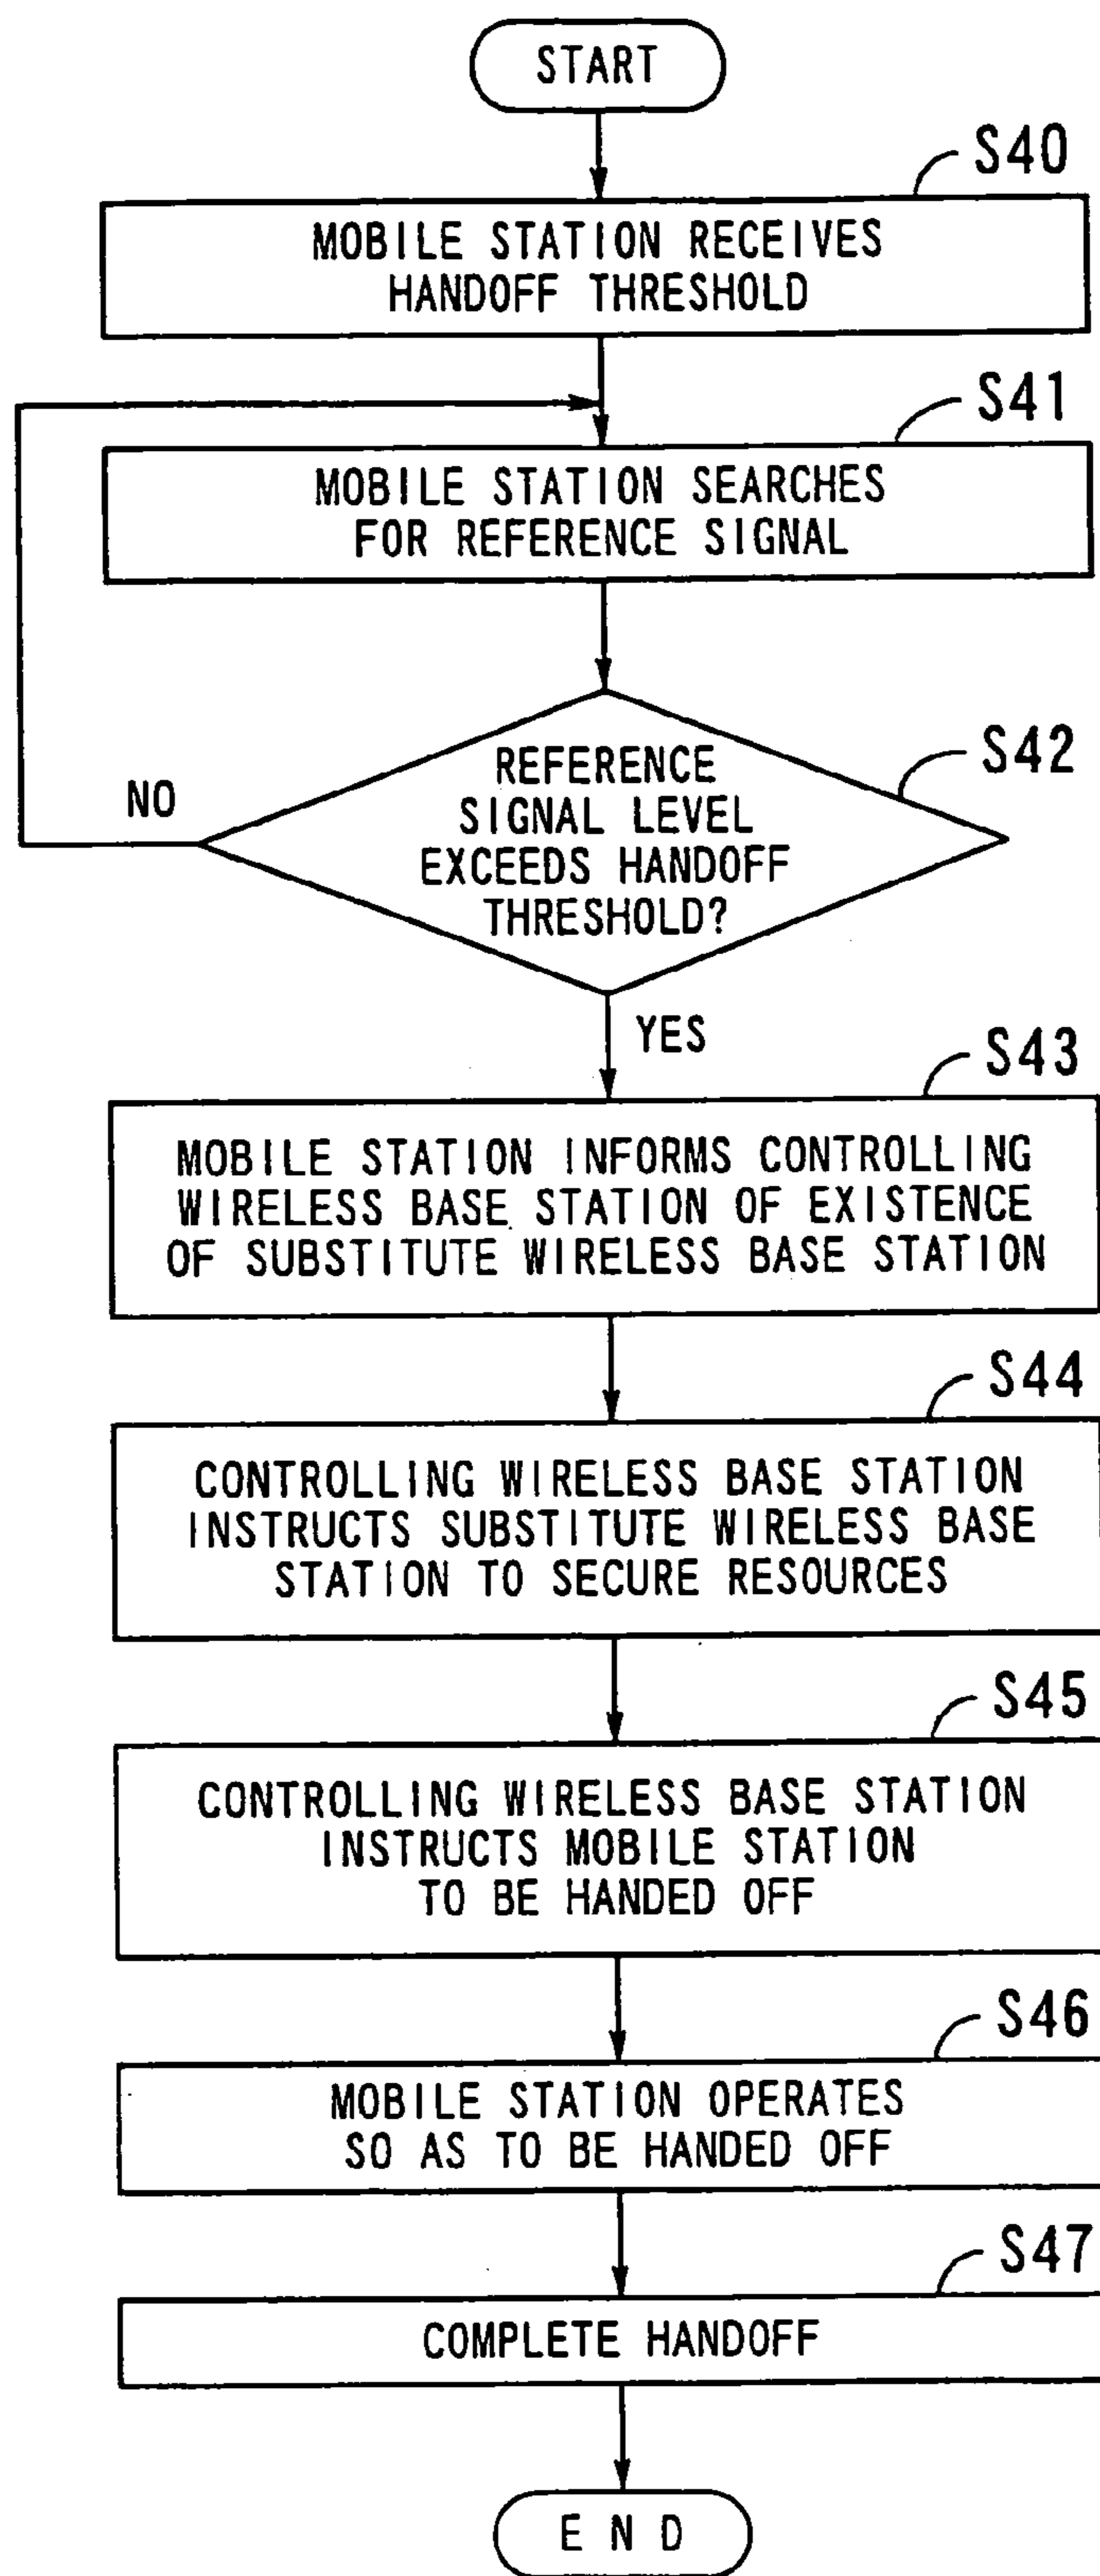 START
S40
MOBILE STATION RECEIVES
HANDOFF THRESHOLD
S41
MOBILE STATION SEARCHES
FOR REFERENCE SIGNAL
S42
REFERENCE
SIGNAL LEVEL
EXCEEDS HANDOFF
THRESHOLD?
NO
YES
S43
MOBILE STATION INFORMS CONTROLLING
WIRELESS BASE STATION OF EXISTENCE
OF SUBSTITUTE WIRELESS BASE STATION
S44
CONTROLLING WIRELESS BASE STATION
INSTRUCTS SUBSTITUTE WIRELESS BASE
STATION TO SECURE RESOURCES
S45
CONTROLLING WIRELESS BASE STATION
INSTRUCTS MOBILE STATION
TO BE HANDED OFF
S46
MOBILE STATION OPERATES
SO AS TO BE HANDED OFF
S47
COMPLETE HANDOFF
END